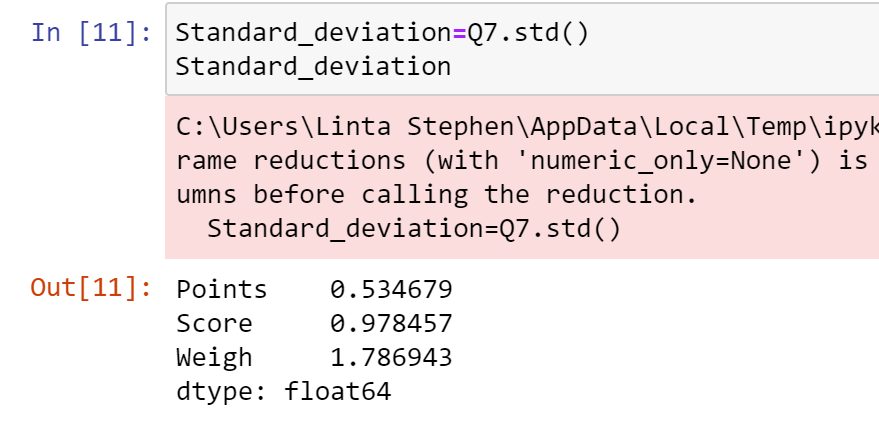 In [11]: Standard_deviation=Q7.std()
Standard_deviation
C:\Users\Linta Stephen\AppData\Local\Temp\ipyk
rame reductions (with 'numeric_only=None') is
umns before calling the reduction.
Standard_deviation=Q7.std()
Out[11]: Points 0.534679
Score 0.978457
Weigh 1.786943
dtype: float64